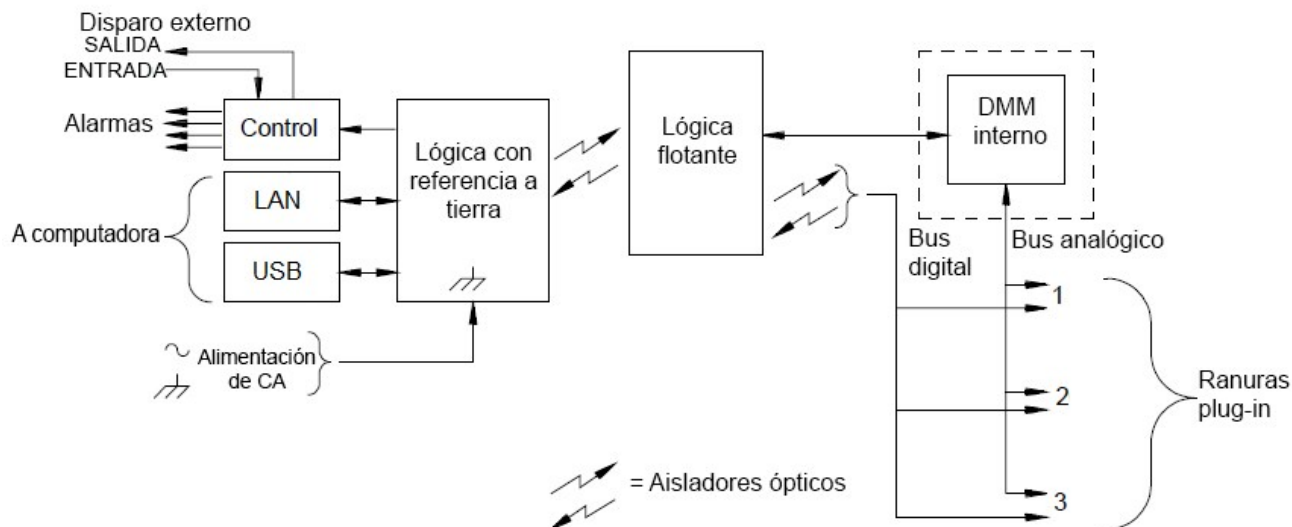 Disparo externo
SALIDA
ENTRADA
Alarmas
Control
LAN
USB
A computadora
Lógica con
referencia a
tierra
Alimentación
de CA
Lógica
flotante
DMM
interno
Bus
digital
Bus analógico
1
2
3
Ranuras
plug-in
= Aisladores ópticos